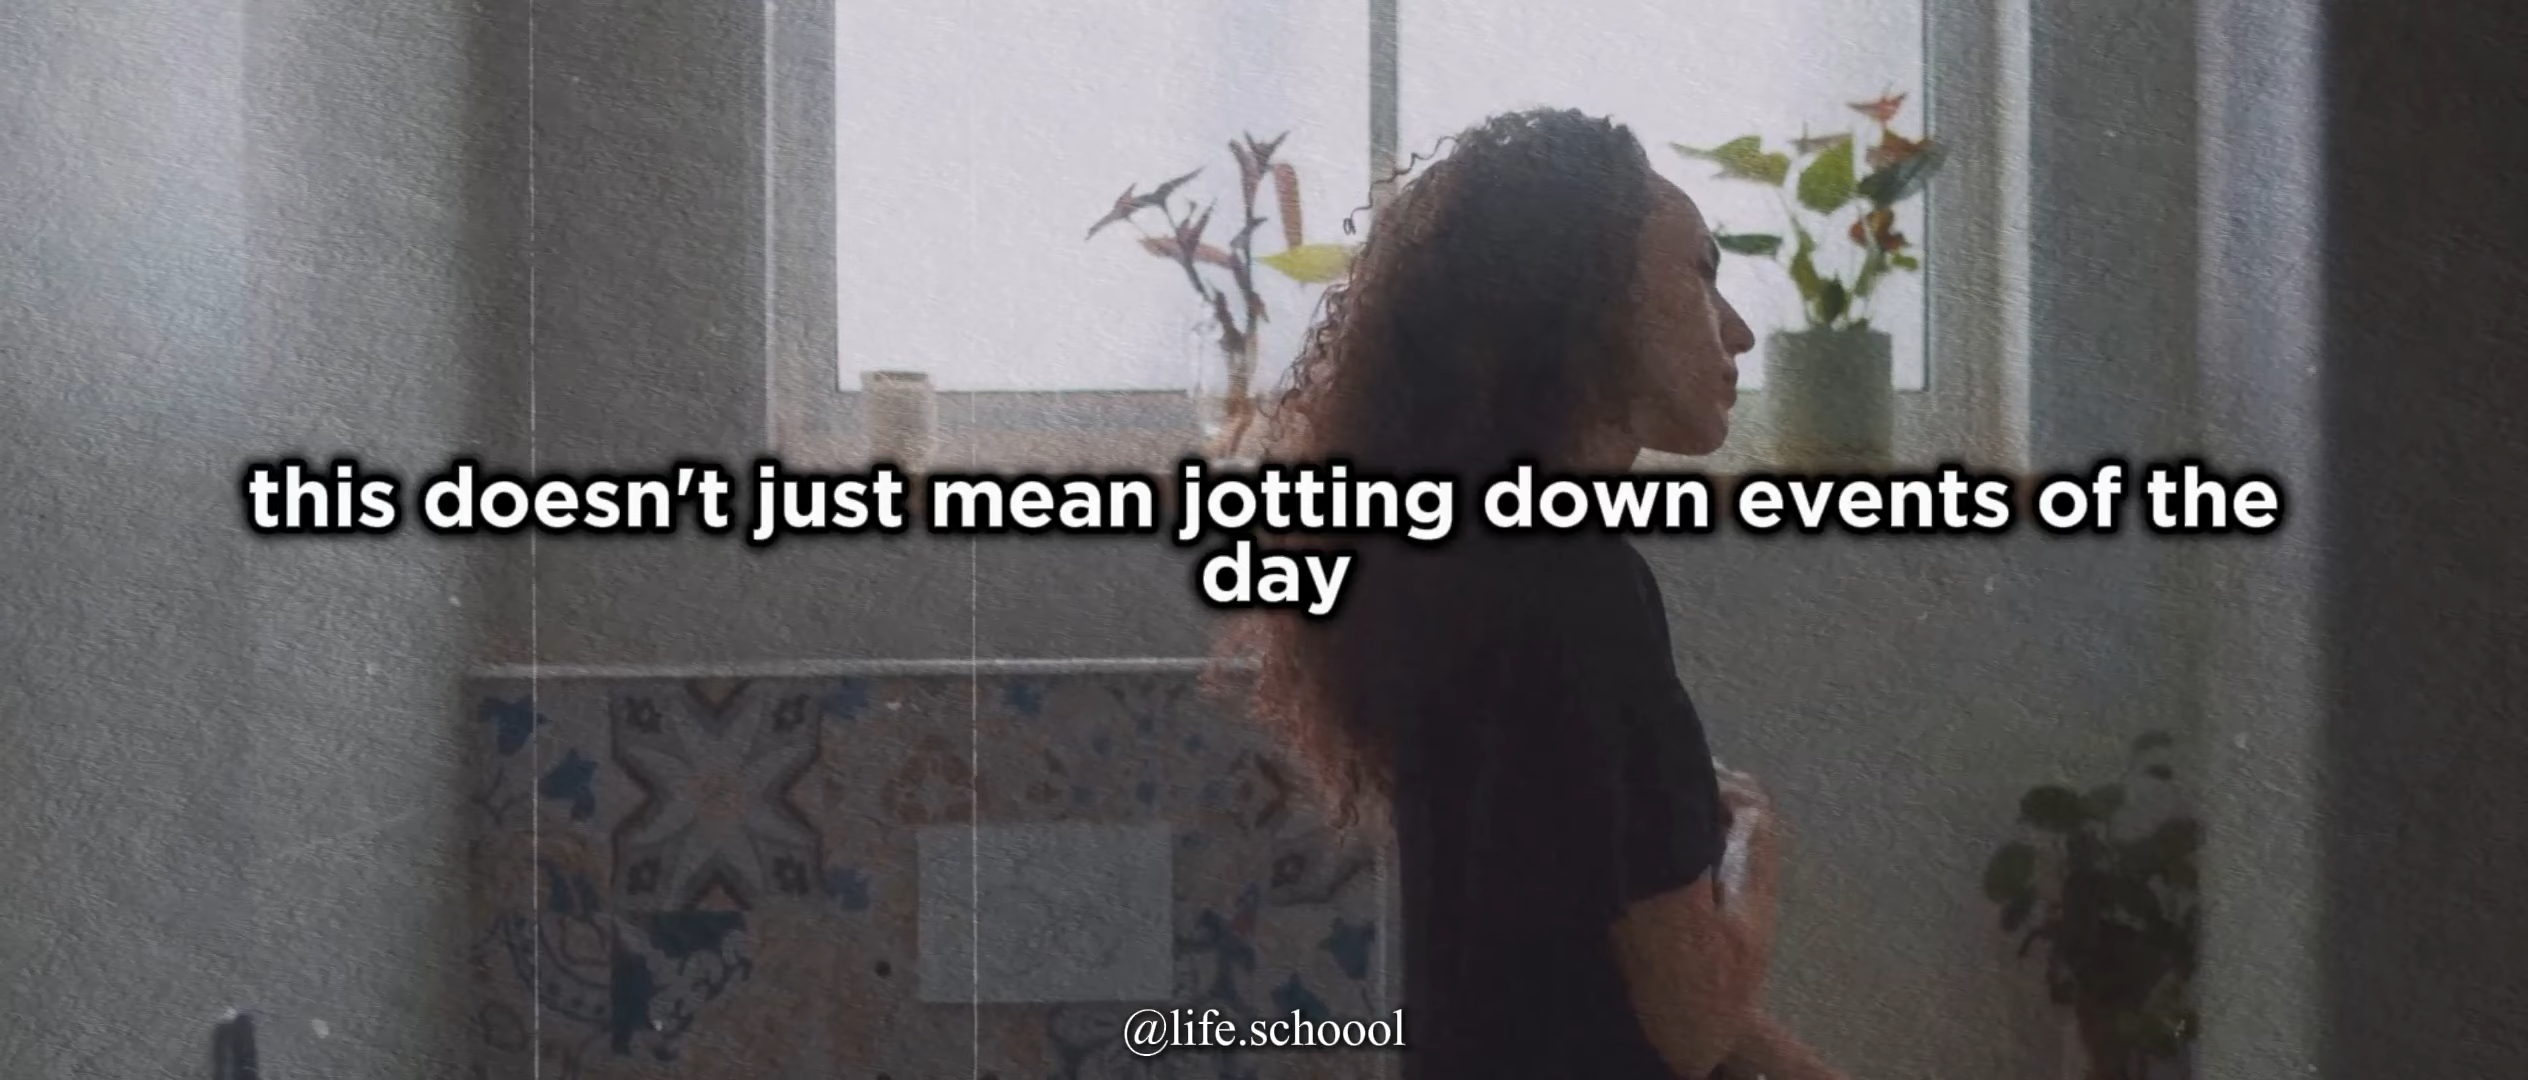 this doesn't just mean jotting down events of the
day
@life.schoool